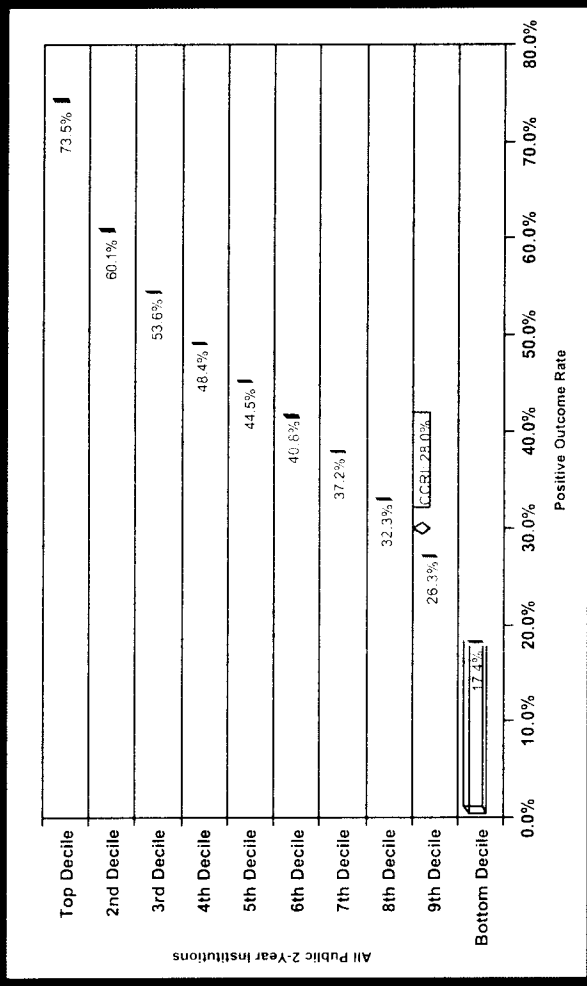 All Public 2-Year Institutions
Top Decile
73.5%
2nd Decile
60.1%
3rd Decile
53.6%
4th Decile
48.4%
5th Decile
44.5%
6th Decile
40.8%
7th Decile
37.2%
8th Decile
32.3%
9th Decile
26.3%
CCRI 28.0%
Bottom Decile
17.4%
0.0%
10.0%
20.0%
30.0%
40.0%
50.0%
60.0%
70.0%
80.0%
Positive Outcome Rate